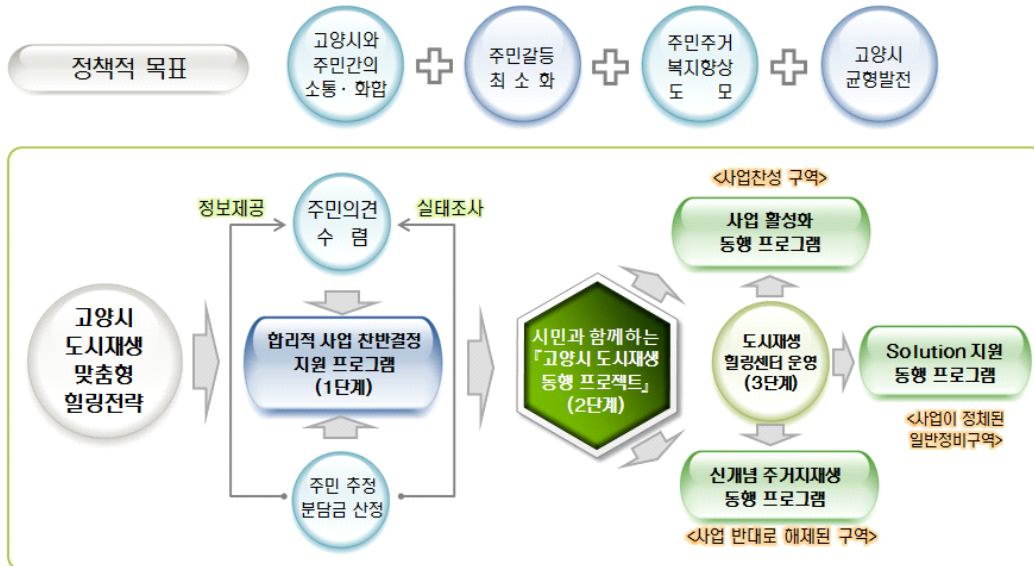 정책적 목표
고양시와
주민간의
소통· 화합
주민갈등
최 소 화
주민주거
복지향상
도 모
고양시
균형발전
<사업찬성 구역>
정보제공
주민의견
수 렴
실태조사
사업 활성화
동행 프로그램
고양시
도시재생
맞춤형
힐링전략
합리적 사업 찬반결정
지원 프로그램
(1단계)
시민과 함께하는
『고양시 도시재생
동행 프로젝트』
(2단계)
도시재생
힐링센터 운영
(3단계)
Solution 지원
동행 프로그램
<사업이 정체된
일반정비구역>
주민 추정
분담금 산정
신개념 주거지재생
동행 프로그램
<사업 반대로 해제된 구역>